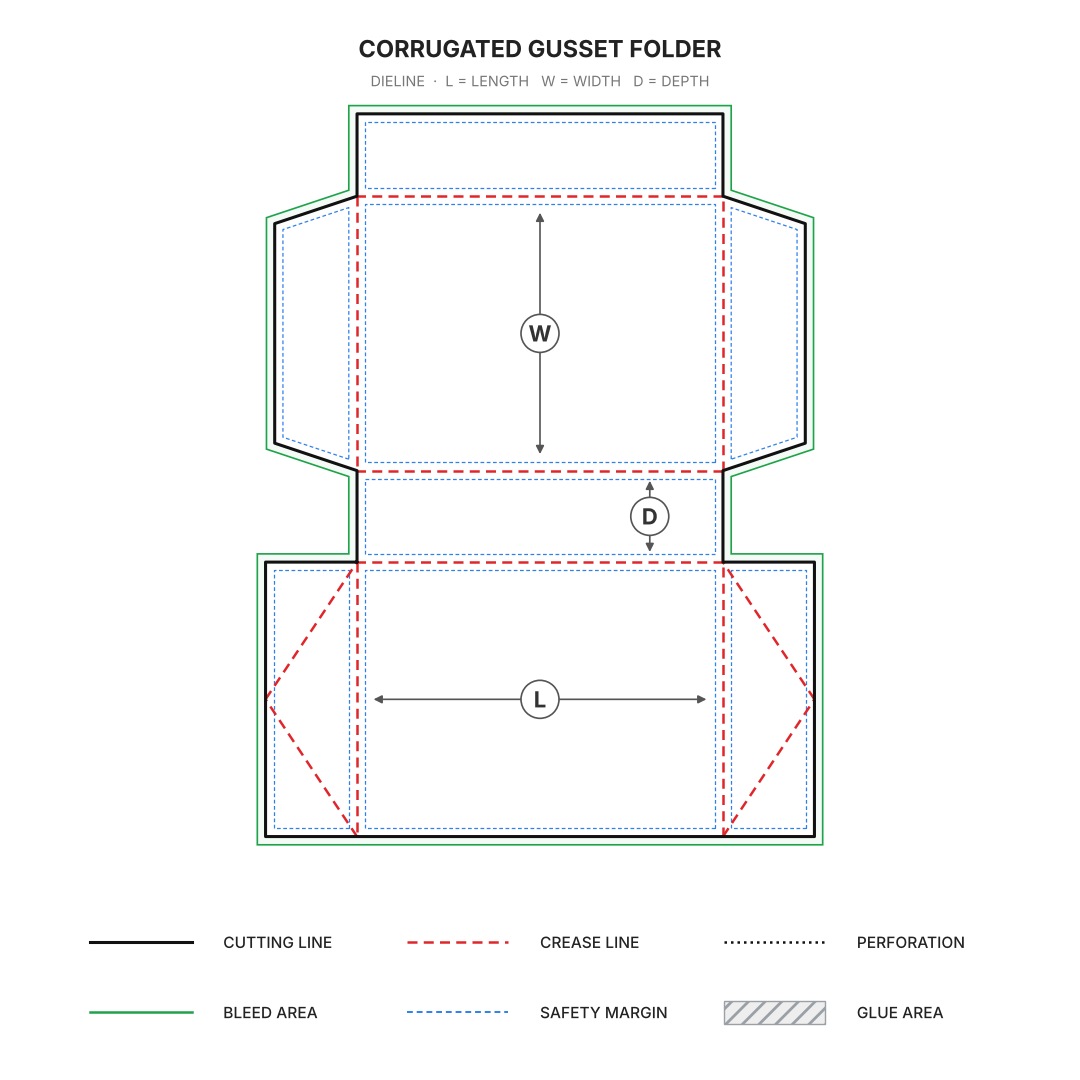 CORRUGATED GUSSET FOLDER
DIELINE · L = LENGTH W = WIDTH D = DEPTH
W
D
L
CUTTING LINE
CREASE LINE
PERFORATION
BLEED AREA
SAFETY MARGIN
GLUE AREA